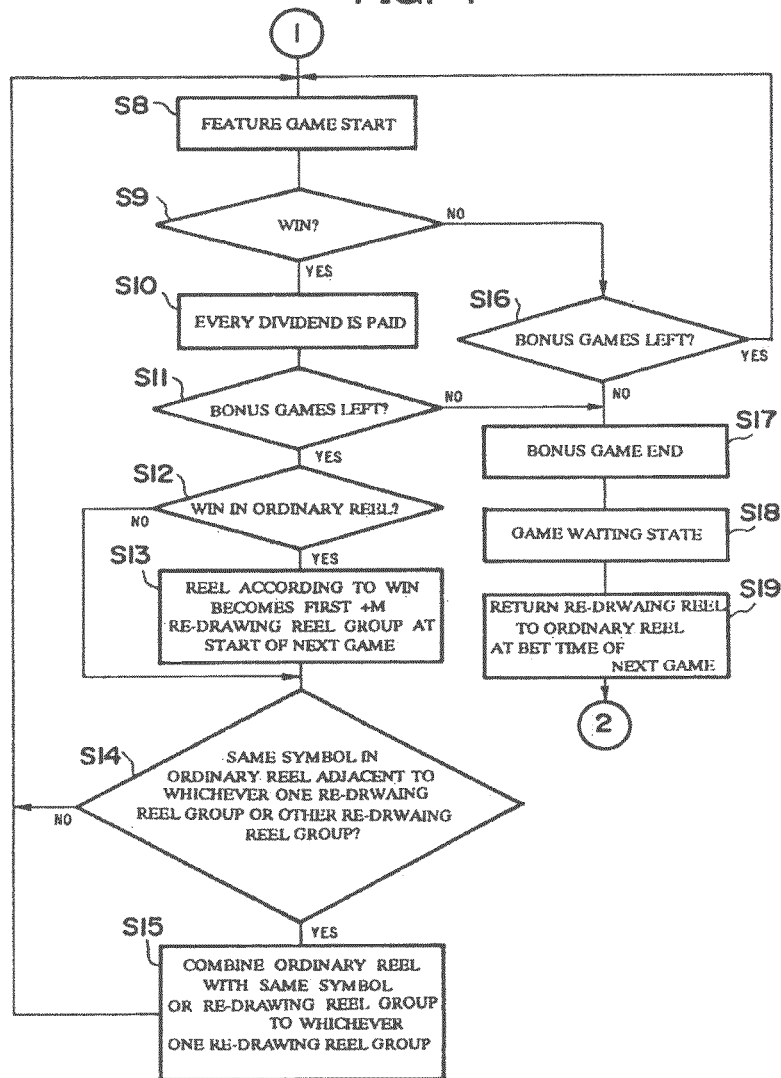 1
S8
FEATURE GAME START
S9
WIN?
NO
YES
S10
EVERY DIVIDEND IS PAID
S16
BONUS GAMES LEFT?
YES
NO
S11
BONUS GAMES LEFT?
NO
YES
S17
BONUS GAME END
S12
WIN IN ORDINARY REEL?
NO
YES
S18
GAME WAITING STATE
S13
REEL ACCORDING TO WIN
BECOMES FIRST +M
RE-DRAWING REEL GROUP AT
START OF NEXT GAME
S19
RETURN RE-DRWAING REEL
TO ORDINARY REEL
AT BET TIME OF
NEXT GAME
2
S14
SAME SYMBOL IN
ORDINARY REEL ADJACENT TO
WHICHEVER ONE RE-DRWAING
REEL GROUP OR OTHER RE-DRWAING
REEL GROUP?
NO
YES
S15
COMBINE ORDINARY REEL
WITH SAME SYMBOL
OR RE-DRAWING REEL GROUP
TO WHICHEVER
ONE RE-DRAWING REEL GROUP